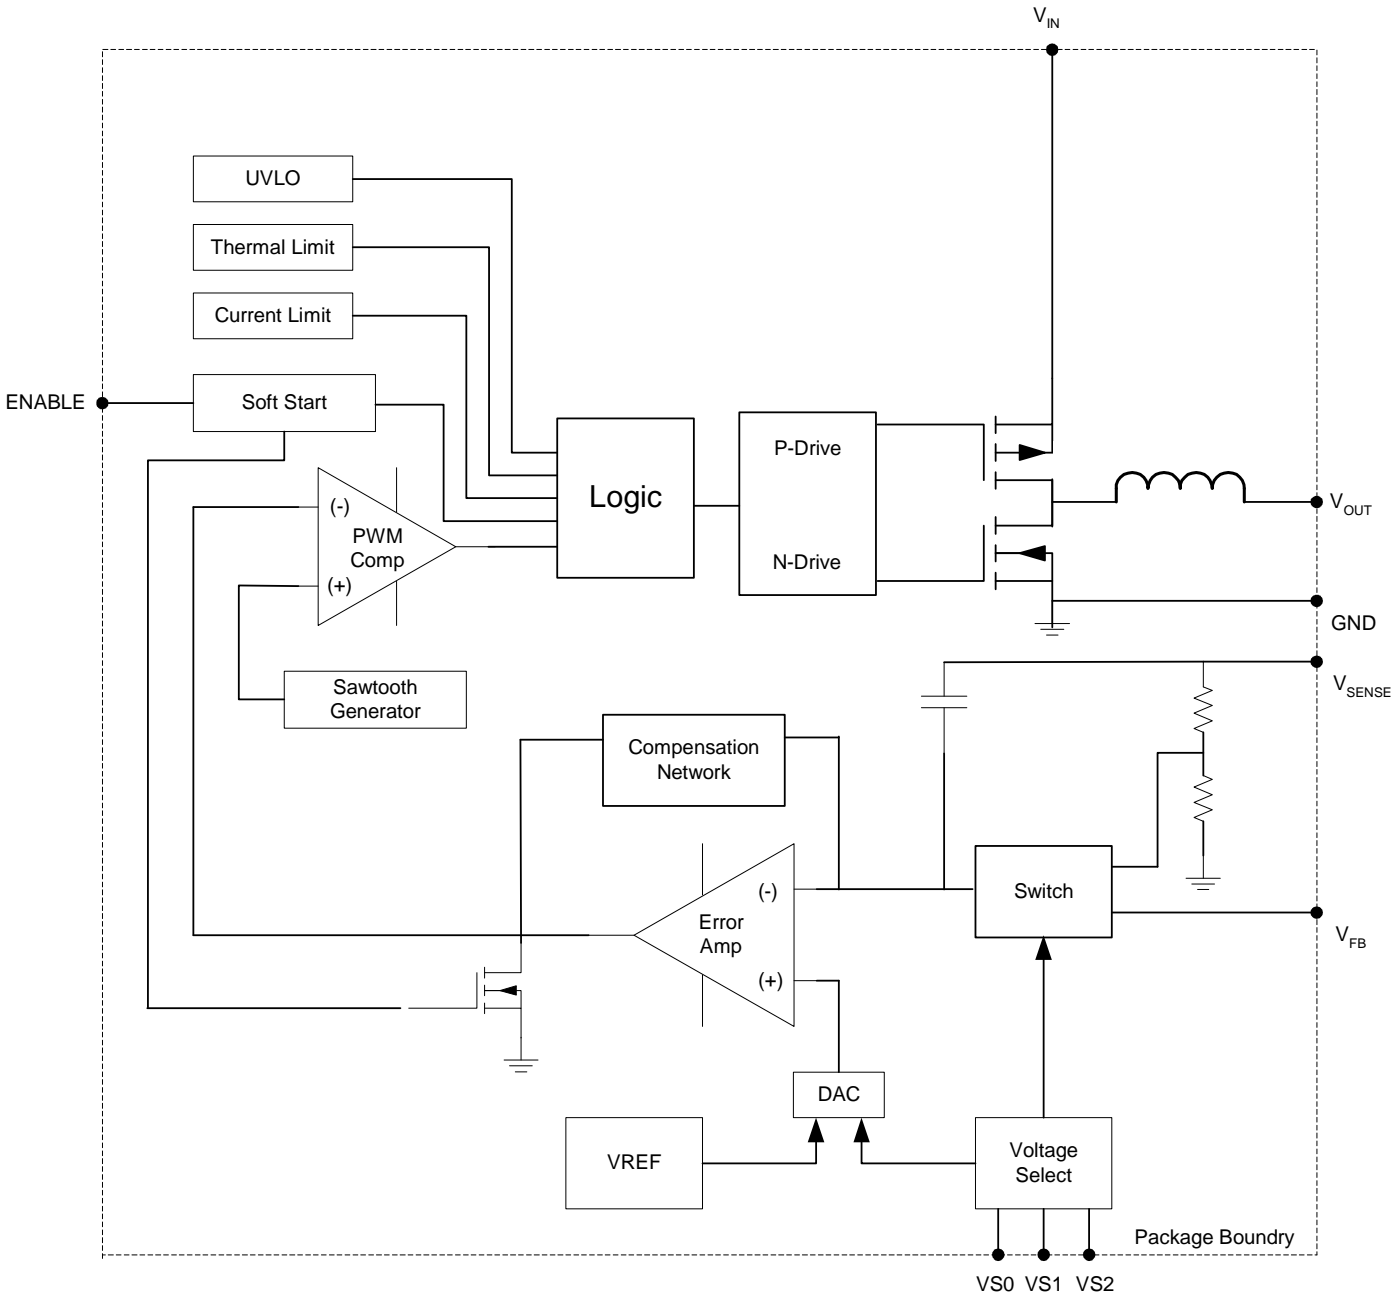 VIN
UVLO
Thermal Limit
Current Limit
ENABLE
Soft Start
P-Drive
Logic
(-)
PWM
Comp
(+)
N-Drive
VOUT
GND
Sawtooth
Generator
VSENSE
Compensation
Network
(-)
Switch
Error
Amp
(+)
VFB
DAC
VREF
Voltage
Select
Package Boundry
VS0 VS1 VS2